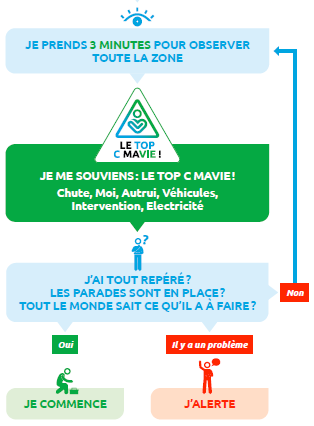 JE PRENDS 3 MINUTES POUR OBSERVER
TOUTE LA ZONE
LE TOP
C MAVIE !
JE ME SOUVIENS : LE TOP C MAVIE !
Chute, Moi, Autrui, Véhicules,
Intervention, Electricité
?
J'AI TOUT REPÉRÉ ?
LES PARADES SONT EN PLACE ?
TOUT LE MONDE SAIT CE QU'IL A À FAIRE ?
Non
Oui
Il y a un problème
JE COMMENCE
J'ALERTE